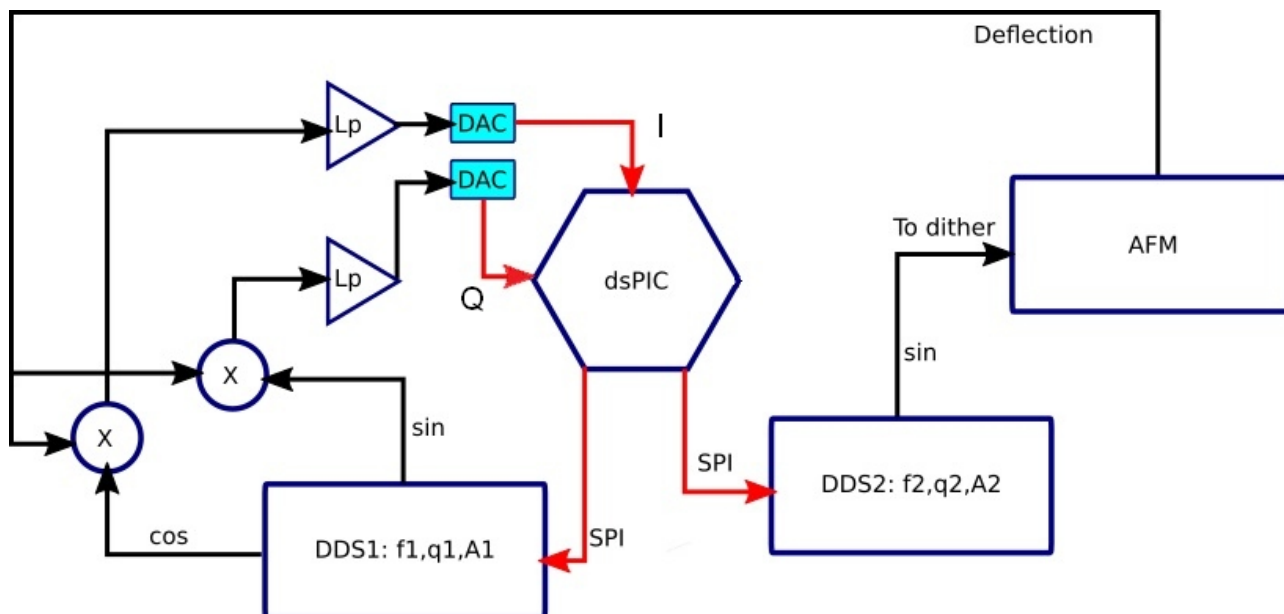 Deflection
Lp
DAC
I
DAC
Lp
Q
dsPIC
To dither
AFM
sin
X
X
sin
cos
DDS1: f1,q1,A1
SPI
SPI
DDS2: f2,q2,A2